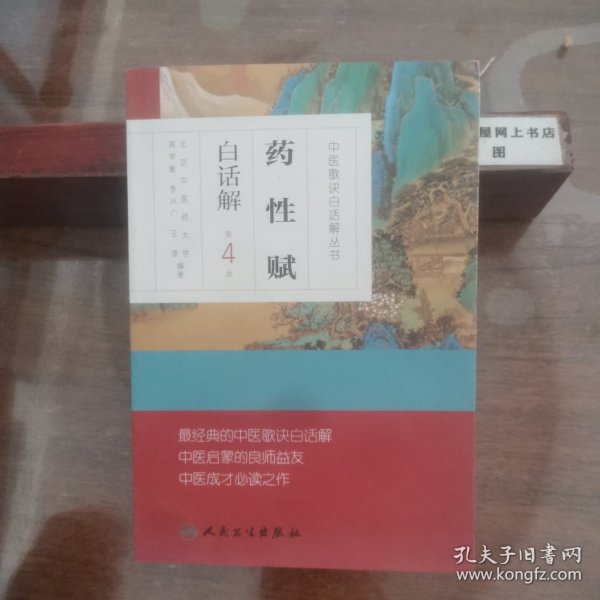 中医歌诀白话解丛书
药·性赋
白话解
第4版
北京中医药大学
高学敏 李兴广 王淳 编著
最经典的中医歌诀白话解
中医启蒙的良师益友
中医成才必读之作
人民卫生出版社
屋网上书店
图
孔夫子旧书网
www.kongfz.com